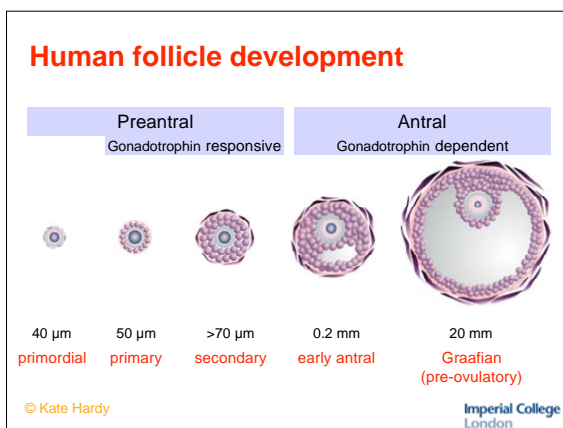 Human follicle development
Preantral
Gonadotrophin responsive
Antral
Gonadotrophin dependent
40 µm
primordial
50 µm
primary
>70 µm
secondary
0.2 mm
early antral
20 mm
Graafian
(pre-ovulatory)
© Kate Hardy
Imperial College
London